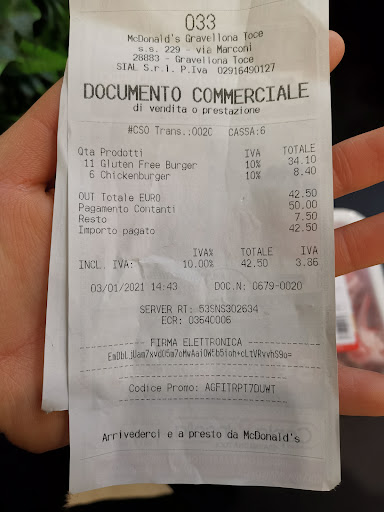 033
McDonald's Gravellona Toce
s.s. 229 - via Marconi
28883 - Gravellona Toce
SIAL S.r.l. P.Iva 02916490127
DOCUMENTO COMMERCIALE
di vendita o prestazione
#CSO Trans.:0020 CASSA:6
Qta Prodotti IVA TOTALE
11 Gluten Free Burger 10% 34.10
6 Chickenburger 10% 8.40
OUT Totale EURO 42.50
Pagamento Contanti 50.00
Resto 7.50
Importo pagato 42.50
IVA% TOTALE IVA
INCL. IVA: 10.00% 42.50 3.86
03/01/2021 14:43 DOC.N: 0679-0020
SERVER RT: 53SNS302634
ECR: 03640006
FIRMA ELETTRONICA
Codice Promo: AGFITRPI7DUWT
Arrivederci e a presto da McDonald's